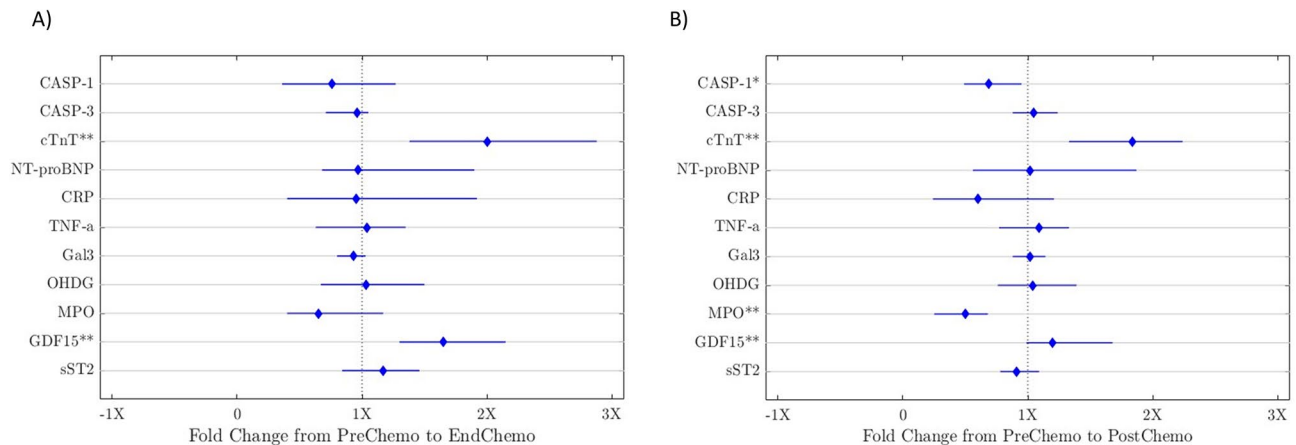 A)
CASP-1
CASP-3
cTnT**
NT-proBNP
CRP
TNF-a
Gal3
OHDG
MPO
GDF15**
sST2
-1X 0 1X 2X 3X
Fold Change from PreChemo to EndChemo
B)
CASP-1*
CASP-3
cTnT**
NT-proBNP
CRP
TNF-a
Gal3
OHDG
MPO**
GDF15**
sST2
-1X 0 1X 2X 3X
Fold Change from PreChemo to PostChemo